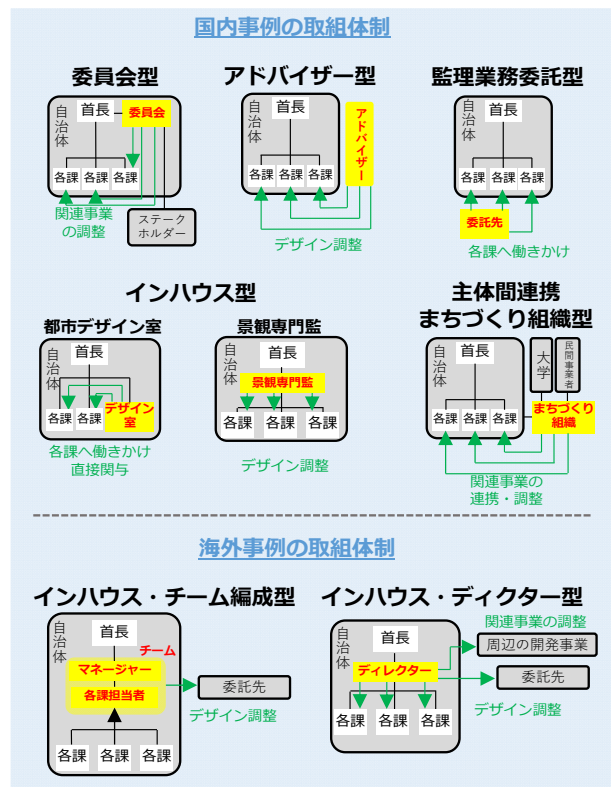 国内事例の取組体制
委員会型
自治体
首長
委員会
各課
各課
各課
関連事業
の調整
ステーク
ホルダー
アドバイザー型
自治体
首長
アドバイザー
各課
各課
各課
デザイン調整
監理業務委託型
自治体
首長
各課
各課
各課
委託先
各課へ働きかけ
インハウス型
都市デザイン室
自治体
首長
各課
各課
デザイン
室
各課へ働きかけ
直接関与
景観専門監
自治体
首長
景観専門監
各課
各課
各課
デザイン調整
主体間連携
まちづくり組織型
自治体
首長
大学
民間事業者
各課
各課
各課
まちづくり
組織
関連事業の
連携・調整
海外事例の取組体制
インハウス・チーム編成型
自治体
首長
チーム
マネージャー
各課担当者
委託先
デザイン調整
各課
各課
各課
インハウス・ディクター型
自治体
首長
関連事業の調整
周辺の開発事業
ディレクター
委託先
デザイン調整
各課
各課
各課